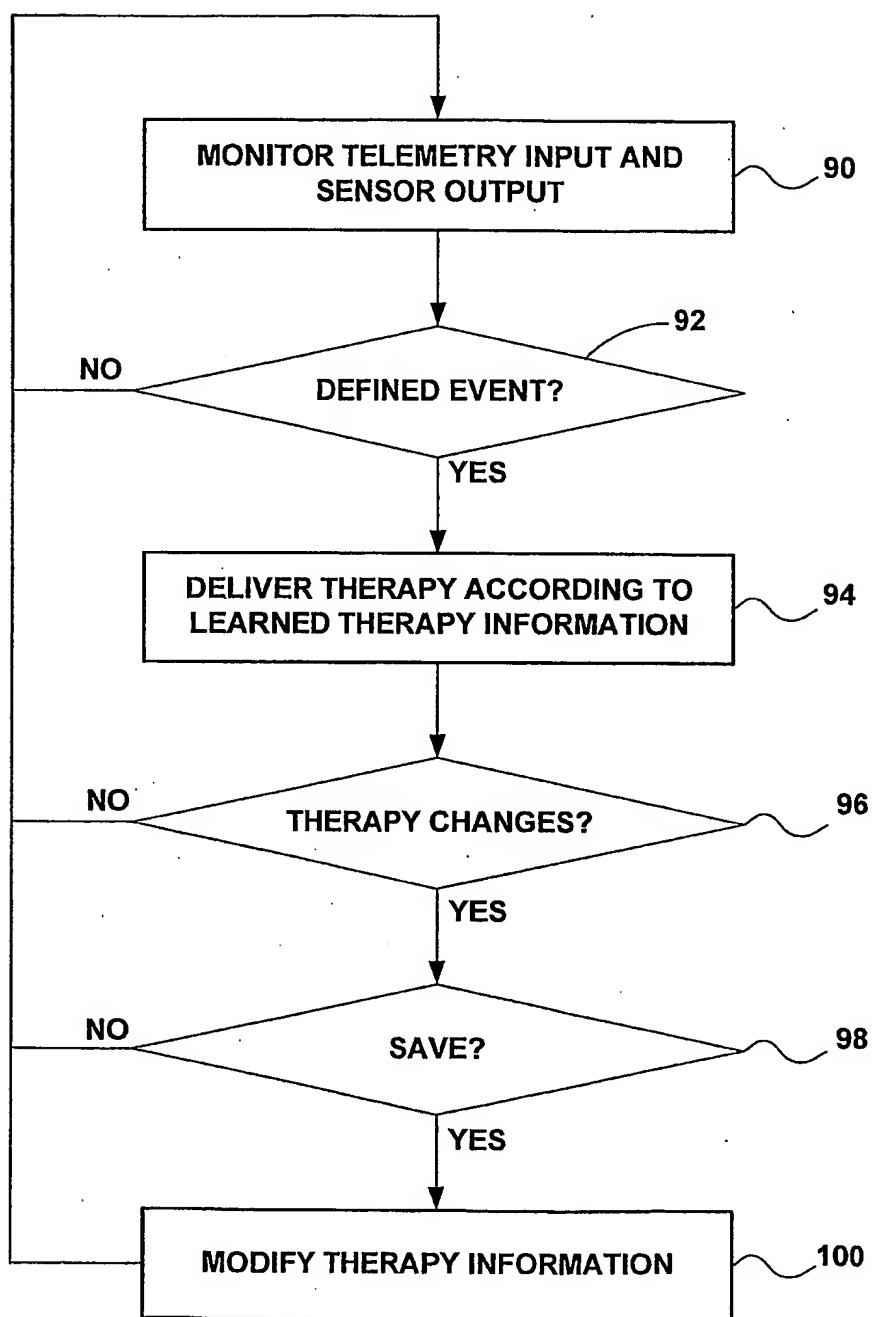 MONITOR TELEMETRY INPUT AND
SENSOR OUTPUT
90
92
NO
DEFINED EVENT?
YES
DELIVER THERAPY ACCORDING TO
LEARNED THERAPY INFORMATION
94
NO
THERAPY CHANGES?
96
YES
NO
SAVE?
98
YES
MODIFY THERAPY INFORMATION
100